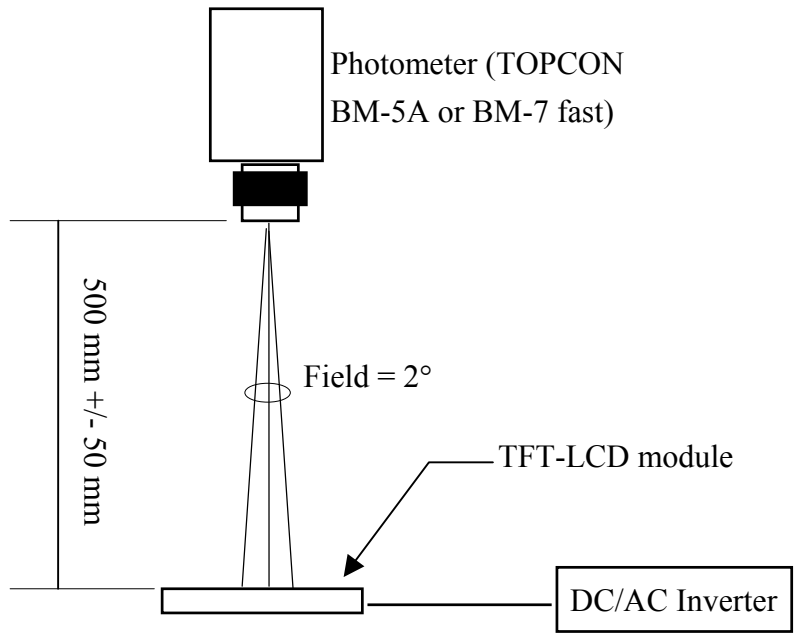 Photometer (TOPCON
BM-5A or BM-7 fast)
500 mm +/- 50 mm
Field = 2°
TFT-LCD module
DC/AC Inverter